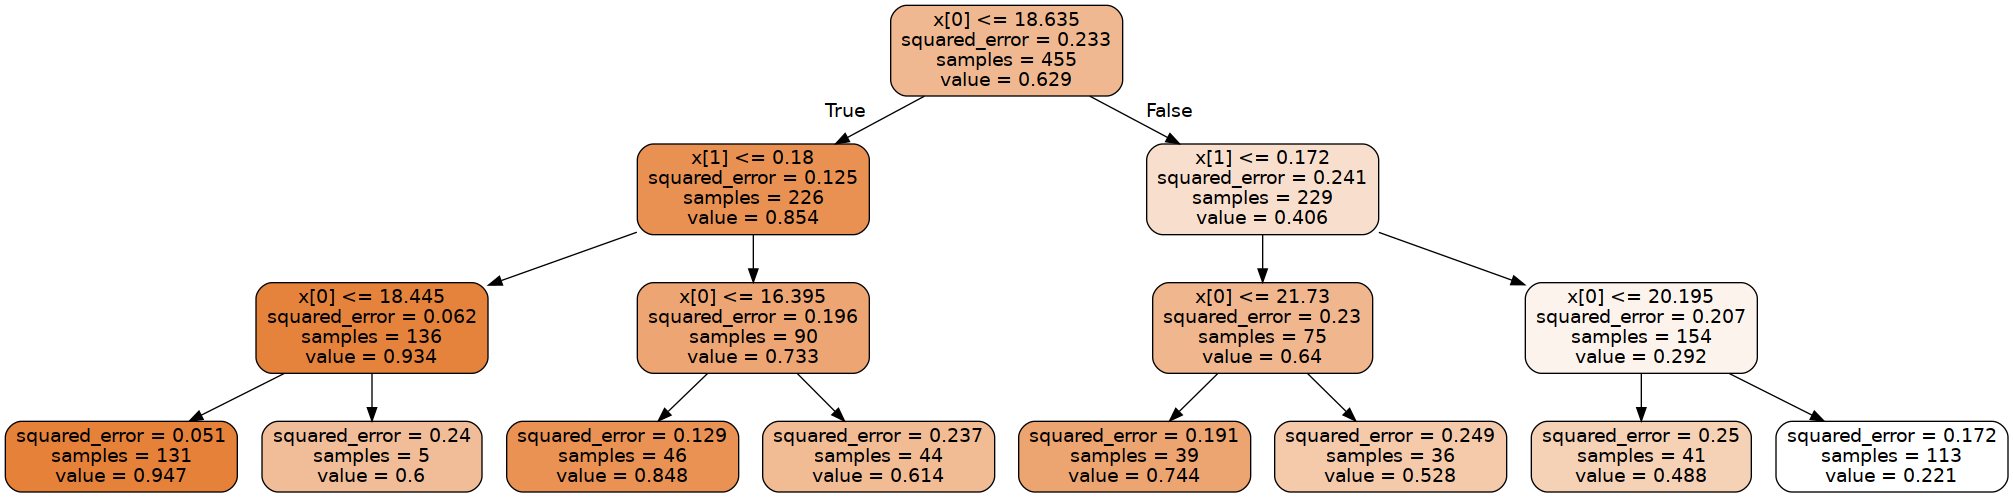 x[0] <= 18.635
squared_error = 0.233
samples = 455
value = 0.629
True
False
x[1] <= 0.18
squared_error = 0.125
samples = 226
value = 0.854
x[1] <= 0.172
squared_error = 0.241
samples = 229
value = 0.406
x[0] <= 18.445
squared_error = 0.062
samples = 136
value = 0.934
x[0] <= 16.395
squared_error = 0.196
samples = 90
value = 0.733
x[0] <= 21.73
squared_error = 0.23
samples = 75
value = 0.64
x[0] <= 20.195
squared_error = 0.207
samples = 154
value = 0.292
squared_error = 0.051
samples = 131
value = 0.947
squared_error = 0.24
samples = 5
value = 0.6
squared_error = 0.129
samples = 46
value = 0.848
squared_error = 0.237
samples = 44
value = 0.614
squared_error = 0.191
samples = 39
value = 0.744
squared_error = 0.249
samples = 36
value = 0.528
squared_error = 0.25
samples = 41
value = 0.488
squared_error = 0.172
samples = 113
value = 0.221